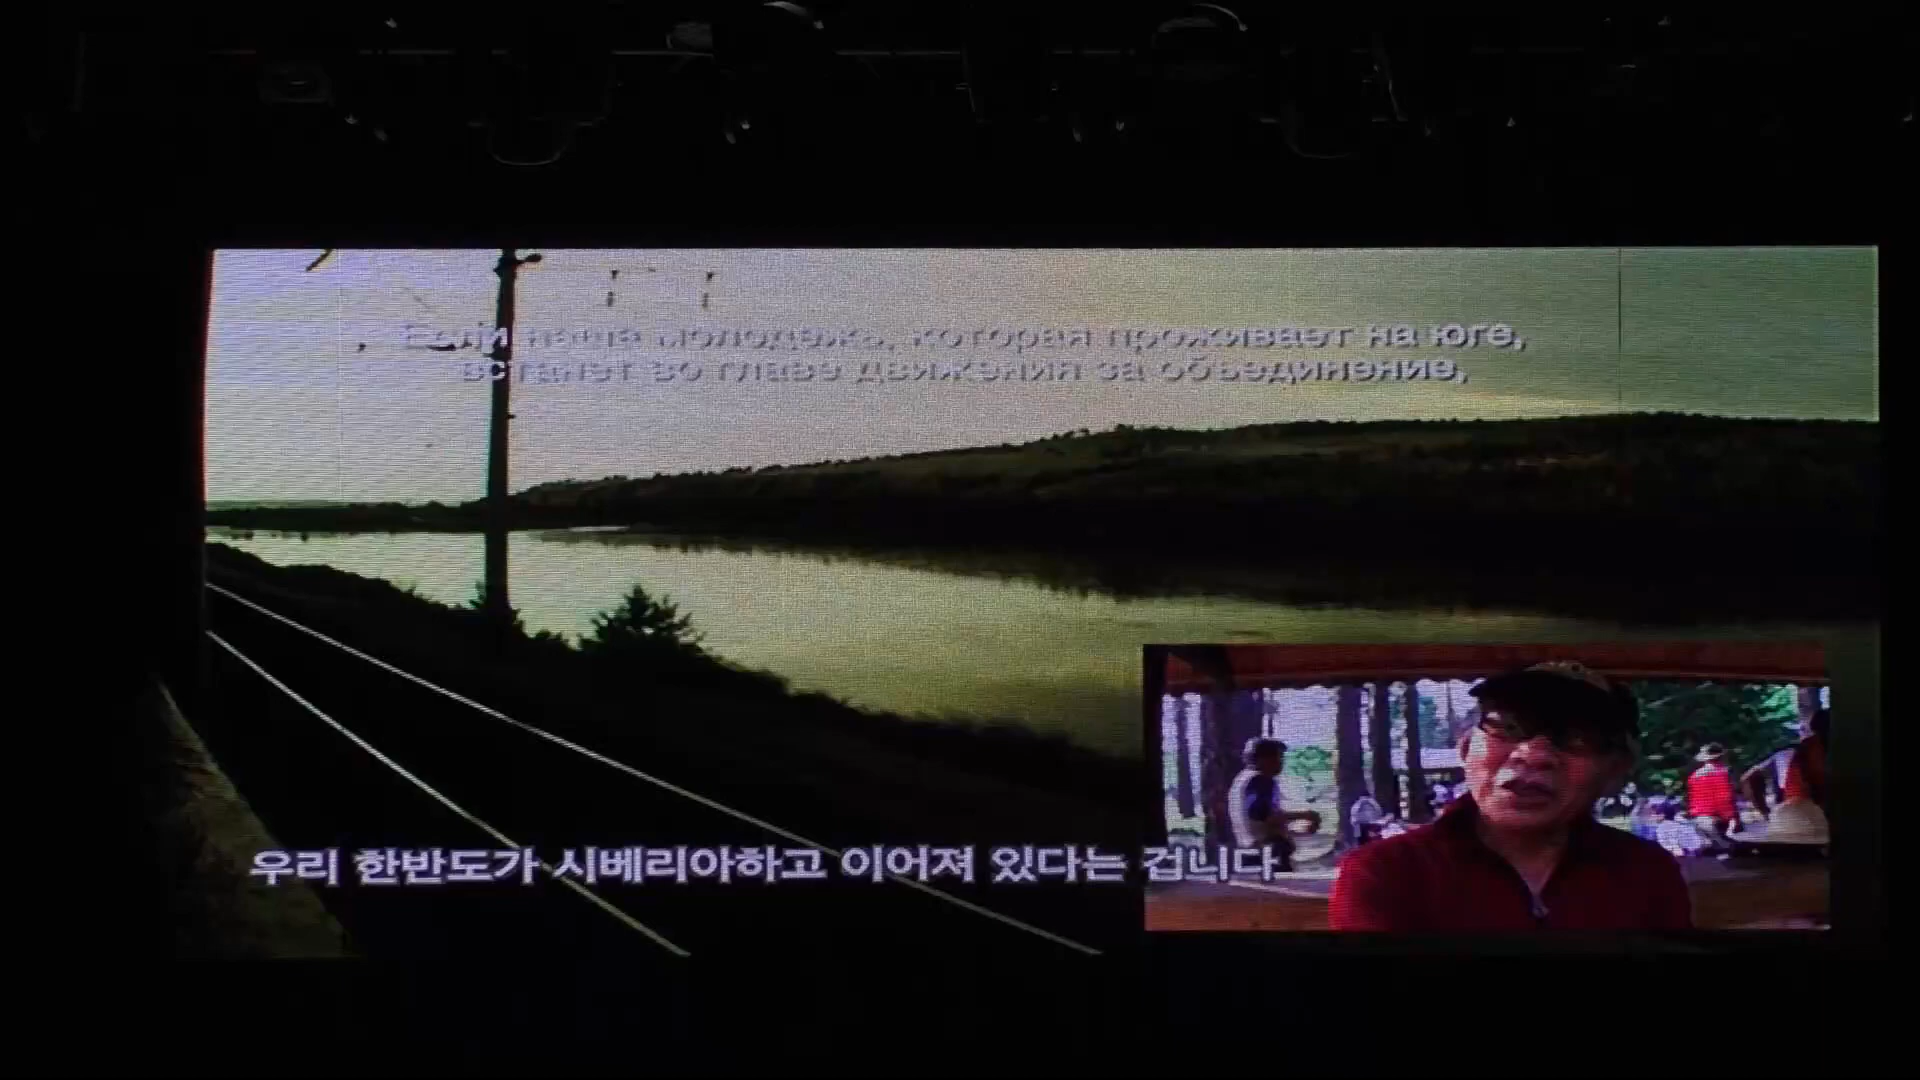 Если наша молодежь, которая проживает на юге,
встанет во главе движения за объединение,
우리 한반도가 시베리아하고 이어져 있다는 겁니다